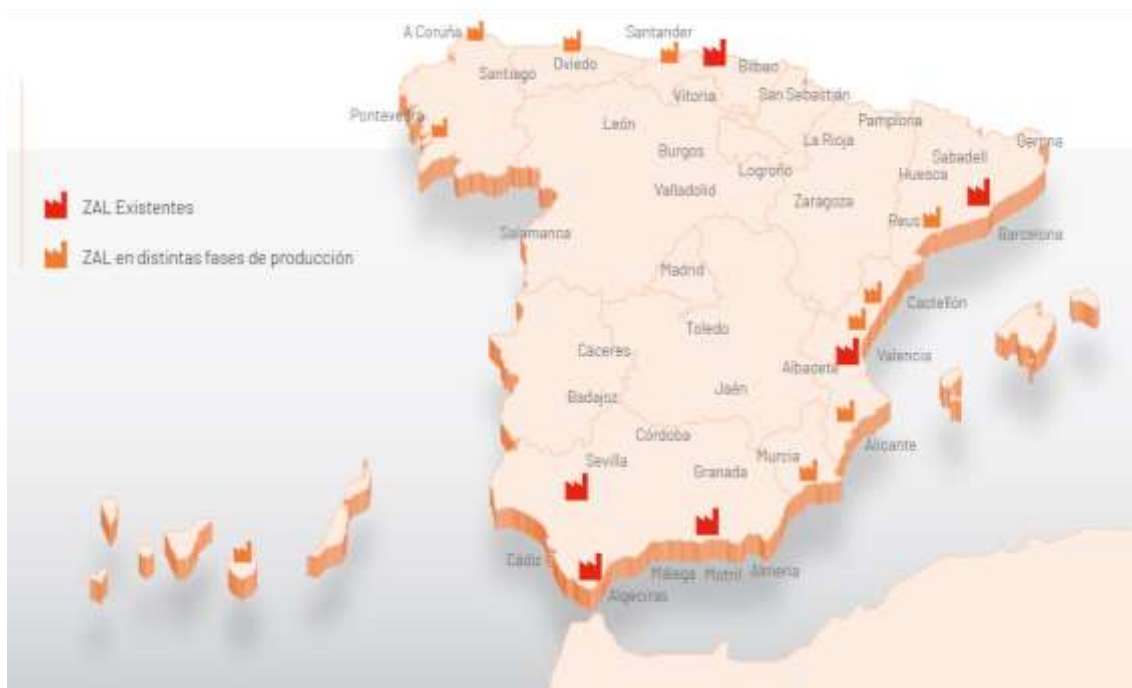 A Coruña
Santander
Oviedo
Bilbao
Santiago
Vitoria
San Sebastián
Pontevedra
León
Pamplona
La Rioja
Gerona
Burgos
Sabadell
Logroño
Huesca
Valladolid
ZAL Existentes
Zaragoza
Reus
Salamanca
Barcelona
ZAL en distintas fases de producción
Madrid
Castellón
Toledo
Cáceres
Valencia
Albacete
Jaén
Badajoz
Córdoba
Alicante
Sevilla
Murcia
Granada
Cádiz
Málaga
Motril
Almería
Algeciras